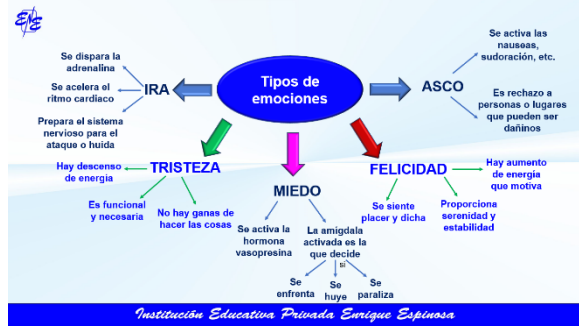 ENE
Tipos de
emociones
IRA
Se dispara la
adrenalina
Se acelera el
ritmo cardiaco
Prepara el sistema
nervioso para el
ataque o huida
ASCO
Se activa las
nauseas,
sudoración, etc.
Es rechazo a
personas o lugares
que pueden ser
dañinos
TRISTEZA
Hay descenso
de energía
Es funcional
y necesaria
No hay ganas de
hacer las cosas
MIEDO
Se activa la
hormona
vasopresina
La amígdala
activada es la
que decide
si
Se
enfrenta
Se
huye
Se
paraliza
FELICIDAD
Se siente
placer y dicha
Proporciona
serenidad y
estabilidad
Hay aumento
de energía
que motiva
Institución Educativa Privada Enrique Espinosa